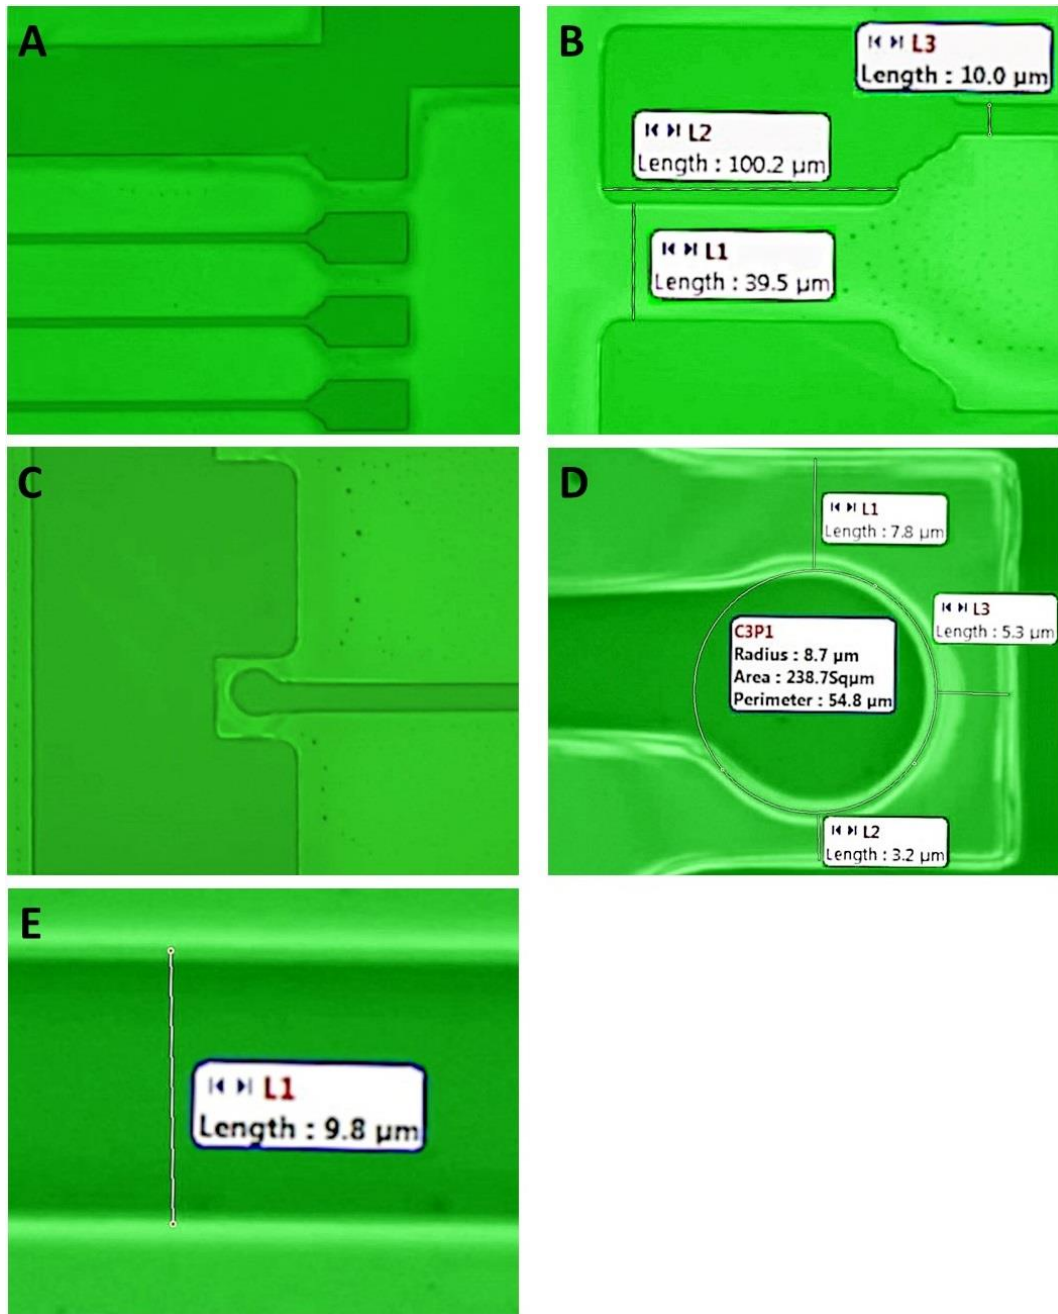 A
B
L3
Length : 10.0 µm
L2
Length : 100.2 µm
L1
Length : 39.5 µm
C
D
L1
Length : 7.8 µm
L3
Length : 5.3 µm
C3P1
Radius : 8.7 µm
Area : 238.7Sqµm
Perimeter : 54.8 µm
L2
Length : 3.2 µm
E
L1
Length : 9.8 µm